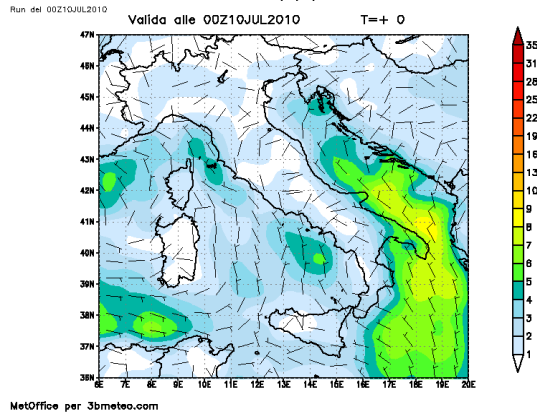 Run del 00Z10JUL2010
Valida alle 00Z10JUL2010 T=+ 0
47N
46N
45N
44N
43N
42N
41N
40N
39N
38N
37N
36N
6E 7E 8E 9E 10E 11E 12E 13E 14E 15E 16E 17E 18E 19E 20E
35
31
28
25
22
19
16
13
10
9
8
7
6
5
4
3
2
1
MetOffice per 3bmeteo.com